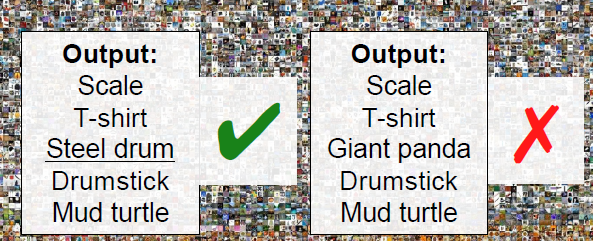 Output:
Scale
T-shirt
Steel drum
Drumstick
Mud turtle
Output:
Scale
T-shirt
Giant panda
Drumstick
Mud turtle